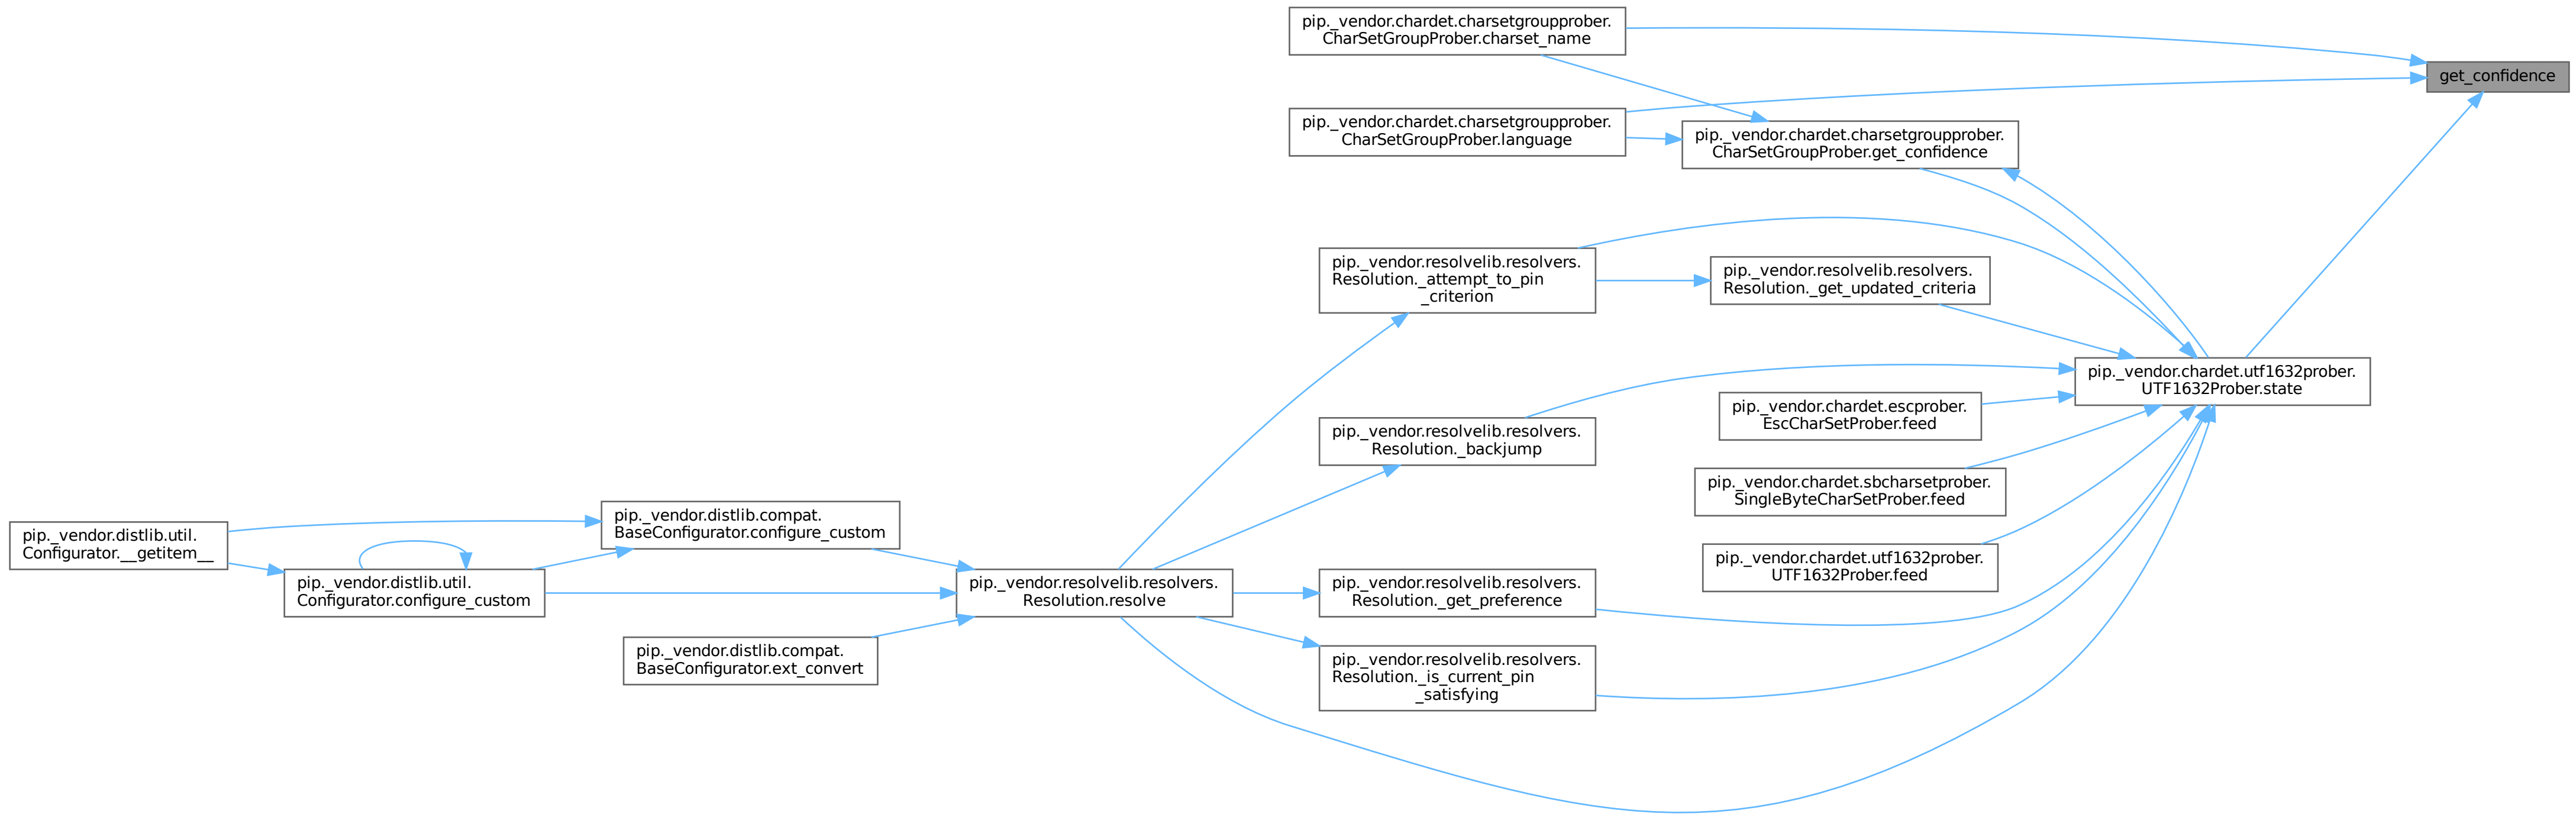 pip._vendor.chardet.charsetgroupprober.
CharSetGroupProber.charset_name
get_confidence
pip._vendor.chardet.charsetgroupprober.
CharSetGroupProber.language
pip._vendor.chardet.charsetgroupprober.
CharSetGroupProber.get_confidence
pip._vendor.resolvelib.resolvers.
Resolution._attempt_to_pin
_criterion
pip._vendor.resolvelib.resolvers.
Resolution._get_updated_criteria
pip._vendor.chardet.utf1632prober.
UTF1632Prober.state
pip._vendor.chardet.escprober.
EscCharSetProber.feed
pip._vendor.resolvelib.resolvers.
Resolution._backjump
pip._vendor.chardet.sbcharsetprober.
SingleByteCharSetProber.feed
pip._vendor.distlib.compat.
BaseConfigurator.configure_custom
pip._vendor.distlib.util.
Configurator.__getitem__
pip._vendor.chardet.utf1632prober.
UTF1632Prober.feed
pip._vendor.distlib.util.
Configurator.configure_custom
pip._vendor.resolvelib.resolvers.
Resolution.resolve
pip._vendor.resolvelib.resolvers.
Resolution._get_preference
pip._vendor.distlib.compat.
BaseConfigurator.ext_convert
pip._vendor.resolvelib.resolvers.
Resolution._is_current_pin
_satisfying